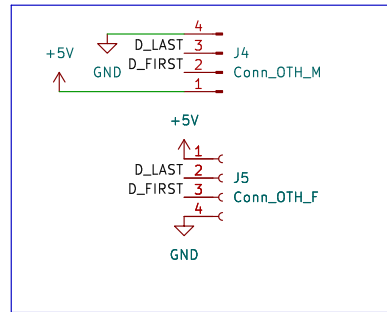 4
D_LAST 3 J4
+5V
D_FIRST 2 Conn_OTH_M
GND
1
+5V
1
D_LAST 2 J5
D_FIRST 3 Conn_OTH_F
4
GND